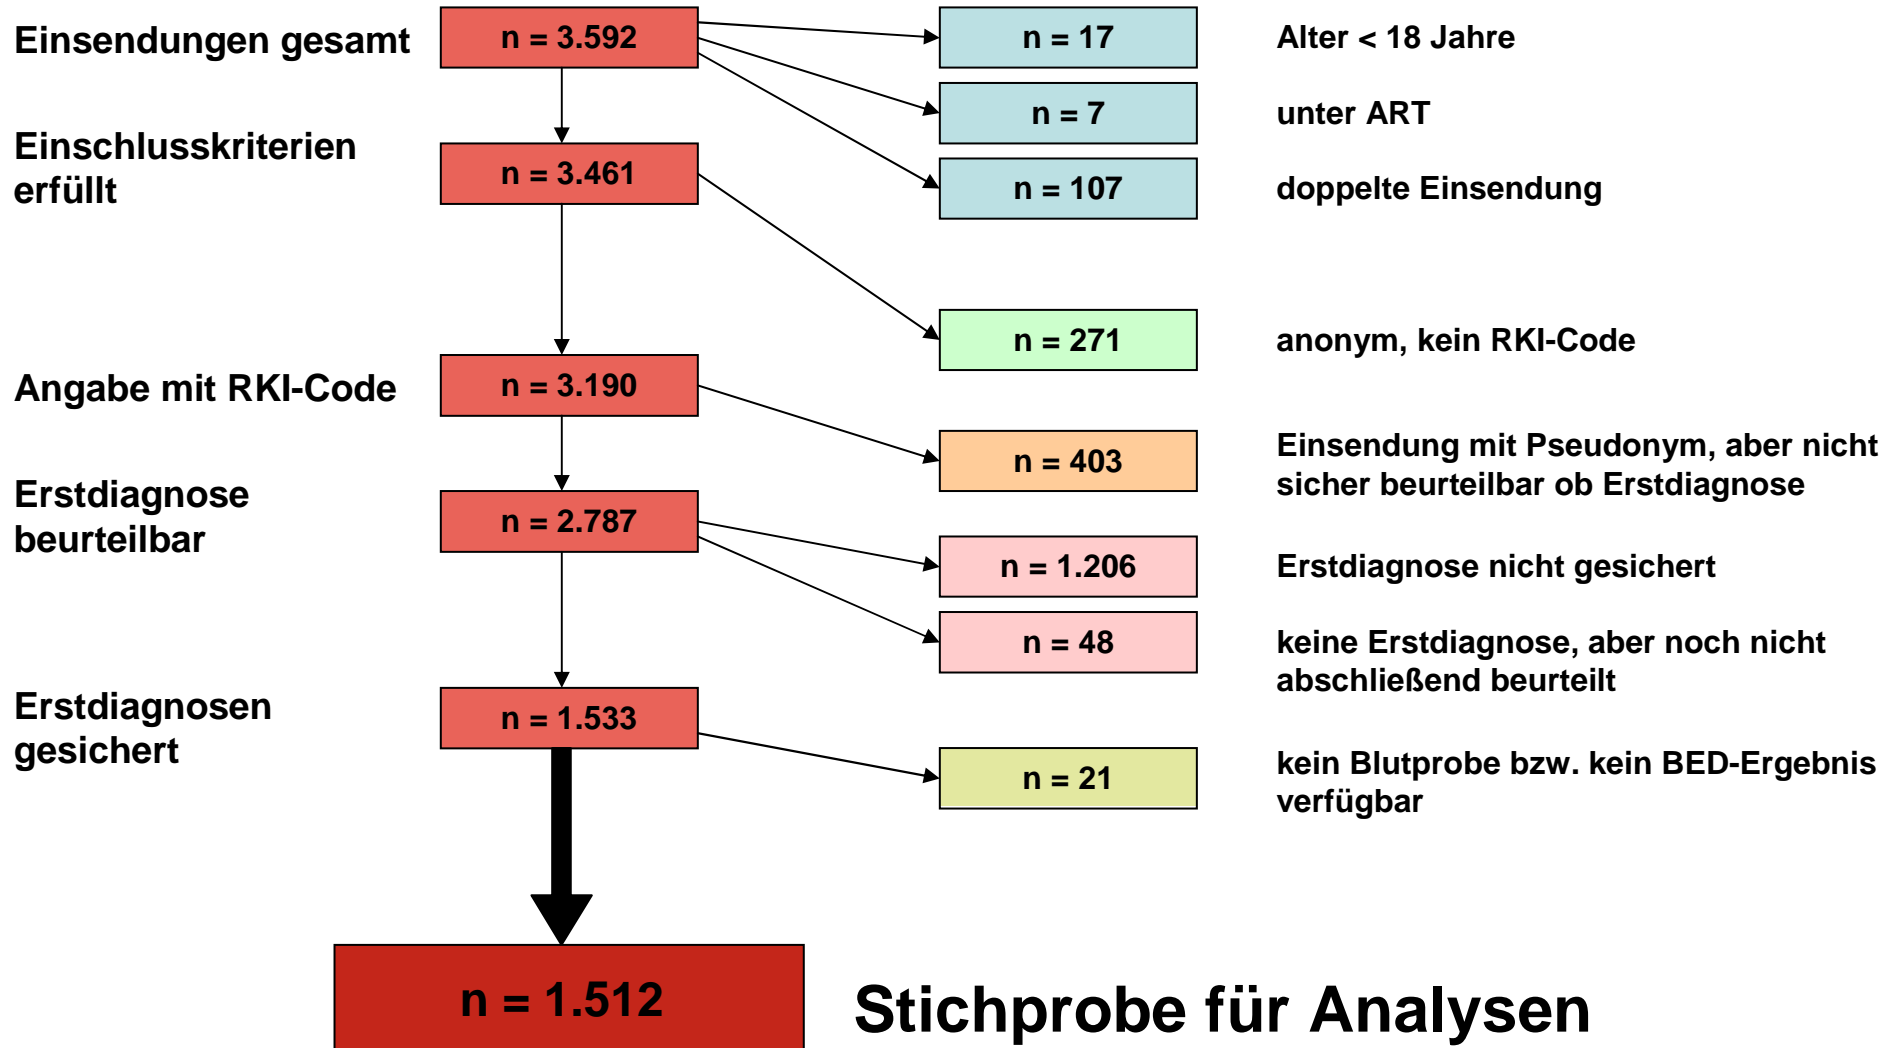 Einsendungen gesamt
n = 3.592
n = 17
Alter < 18 Jahre
n = 7
unter ART
Einschlusskriterien
erfüllt
n = 3.461
n = 107
doppelte Einsendung
n = 271
anonym, kein RKI-Code
Angabe mit RKI-Code
n = 3.190
n = 403
Einsendung mit Pseudonym, aber nicht
sicher beurteilbar ob Erstdiagnose
Erstdiagnose
beurteilbar
n = 2.787
n = 1.206
Erstdiagnose nicht gesichert
n = 48
keine Erstdiagnose, aber noch nicht
abschließend beurteilt
Erstdiagnosen
gesichert
n = 1.533
n = 21
kein Blutprobe bzw. kein BED-Ergebnis
verfügbar
n = 1.512
Stichprobe für Analysen